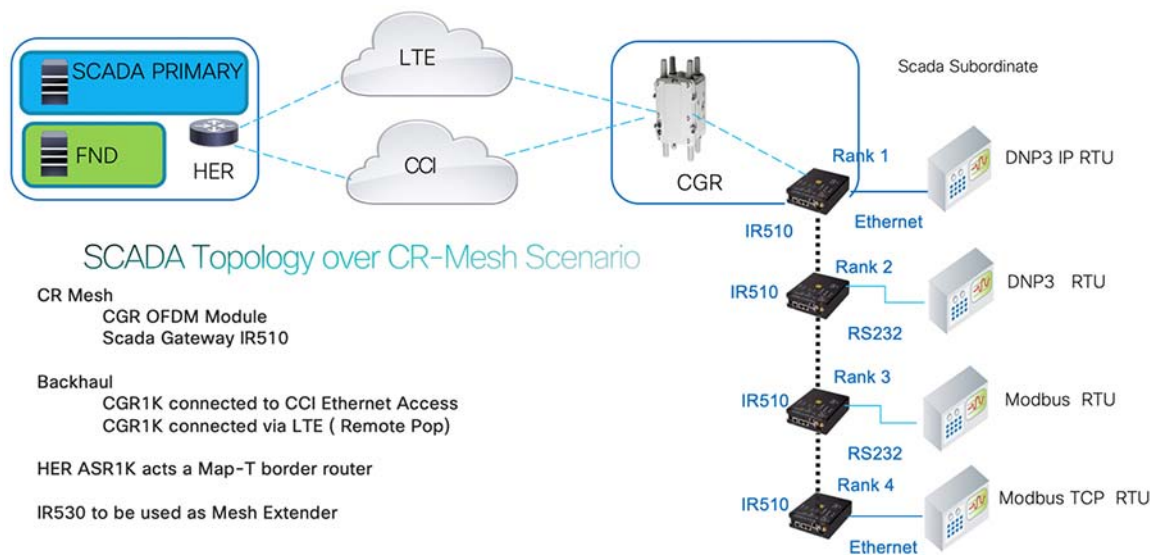 SCADA PRIMARY
FND
HER
LTE
CCI
CGR
Scada Subordinate
Rank 1
DNP3 IP RTU
IR510
Ethernet
Rank 2
DNP3 RTU
IR510
RS232
Rank 3
Modbus RTU
IR510
RS232
Rank 4
Modbus TCP RTU
IR510
Ethernet
SCADA Topology over CR-Mesh Scenario
CR Mesh
CGR OFDM Module
Scada Gateway IR510
Backhaul
CGR1K connected to CCI Ethernet Access
CGR1K connected via LTE ( Remote Pop)
HER ASR1K acts a Map-T border router
IR530 to be used as Mesh Extender